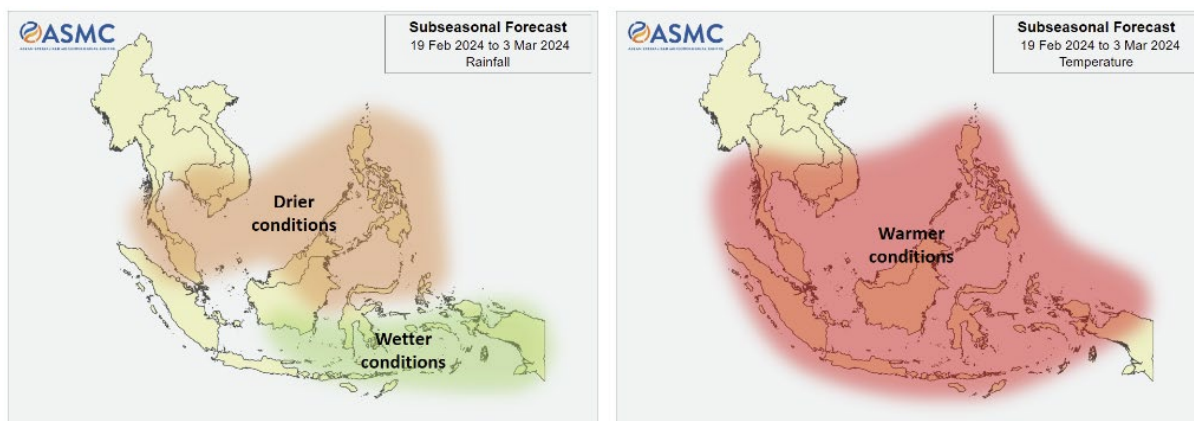 ASMC
Subseasonal Forecast
19 Feb 2024 to 3 Mar 2024
Rainfall
Drier
conditions
Wetter
conditions
ASMC
Subseasonal Forecast
19 Feb 2024 to 3 Mar 2024
Temperature
Warmer
conditions